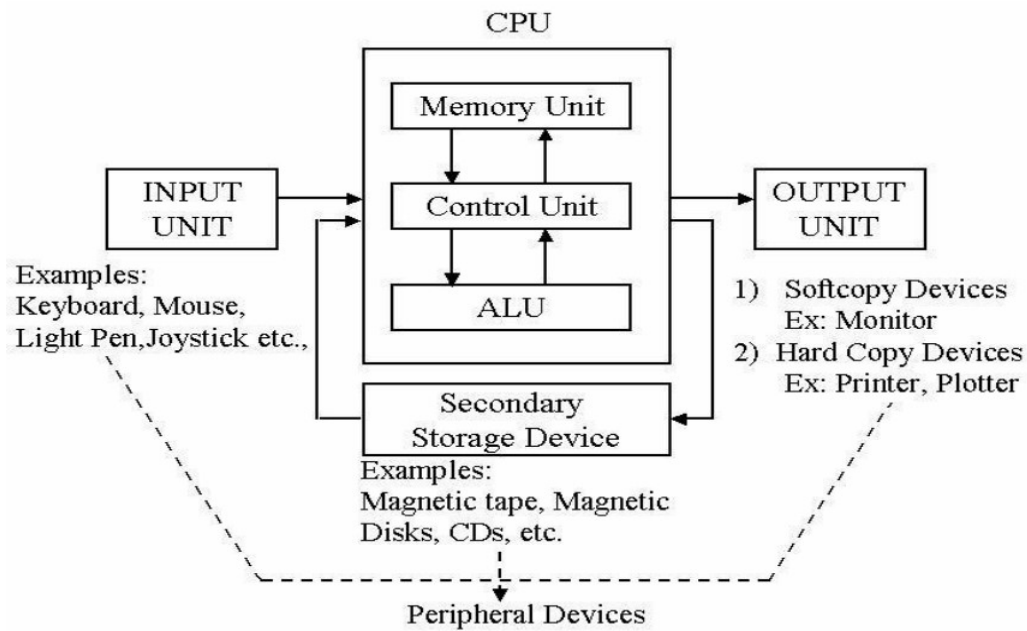 CPU
Memory Unit
INPUT
UNIT
Control Unit
OUTPUT
UNIT
Examples:
Keyboard, Mouse,
Light Pen,Joystick etc.,
ALU
1) Softcopy Devices
Ex: Monitor
2) Hard Copy Devices
Ex: Printer, Plotter
Secondary
Storage Device
Examples:
Magnetic tape, Magnetic
Disks, CDs, etc.
Peripheral Devices